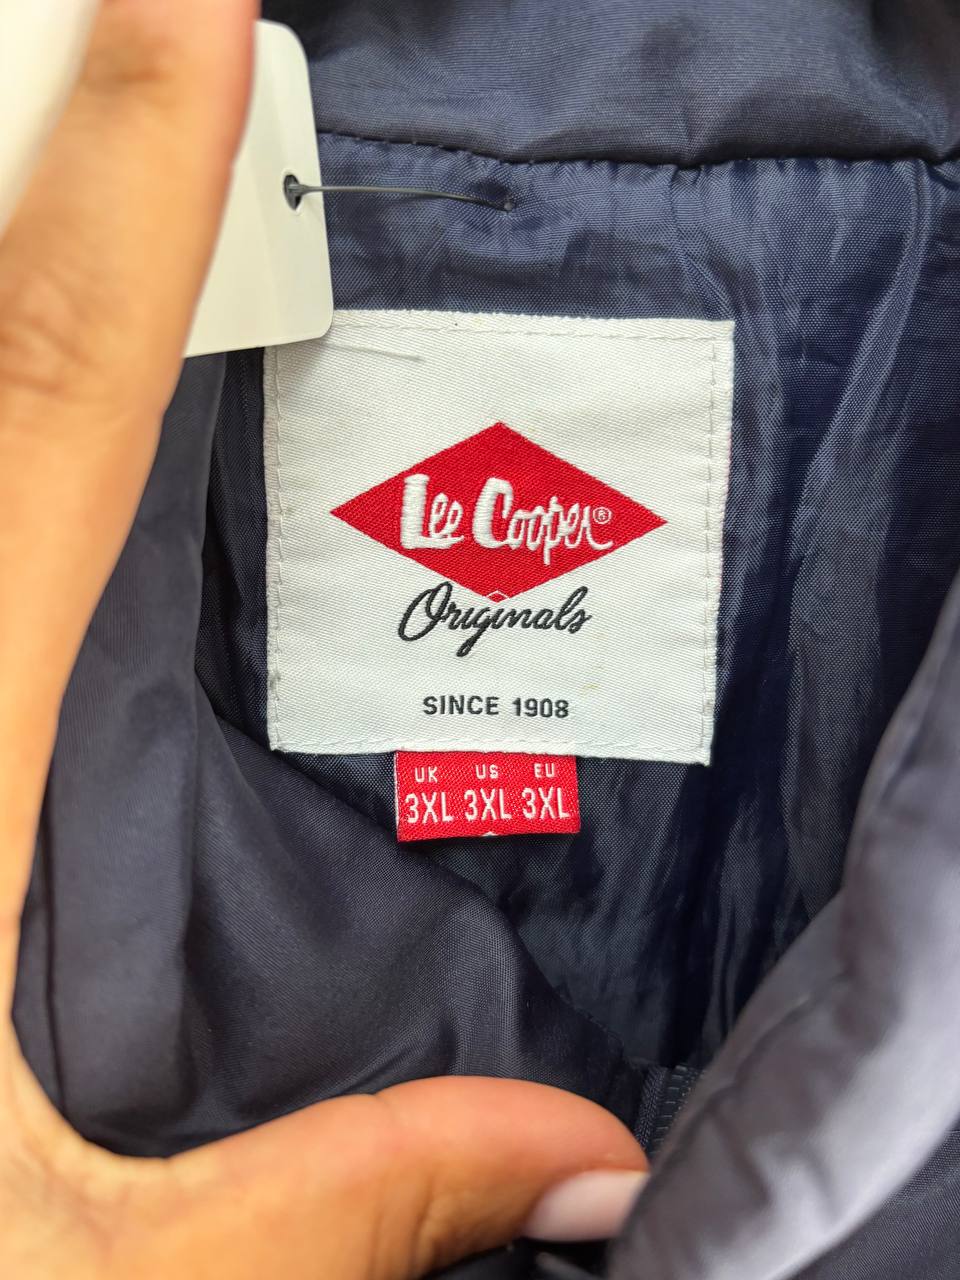 Lee Cooper®
Originals
SINCE 1908
UK US EU
3XL 3XL 3XL